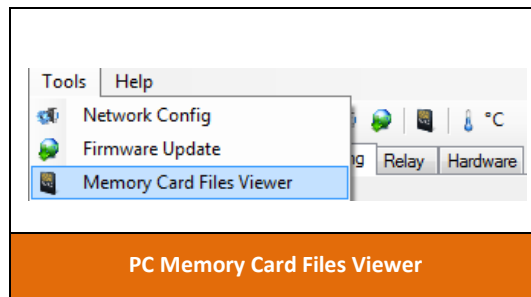 Tools Help
Network Config
°C
Firmware Update
Relay Hardware
Memory Card Files Viewer
PC Memory Card Files Viewer